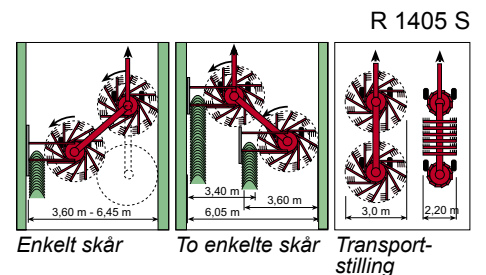 R 1405 S
3,60 m - 6,45 m
3,40 m
3,60 m
6,05 m
3,0 m
2,20 m
Enkelt skår
To enkelte skår
Transport-
stilling